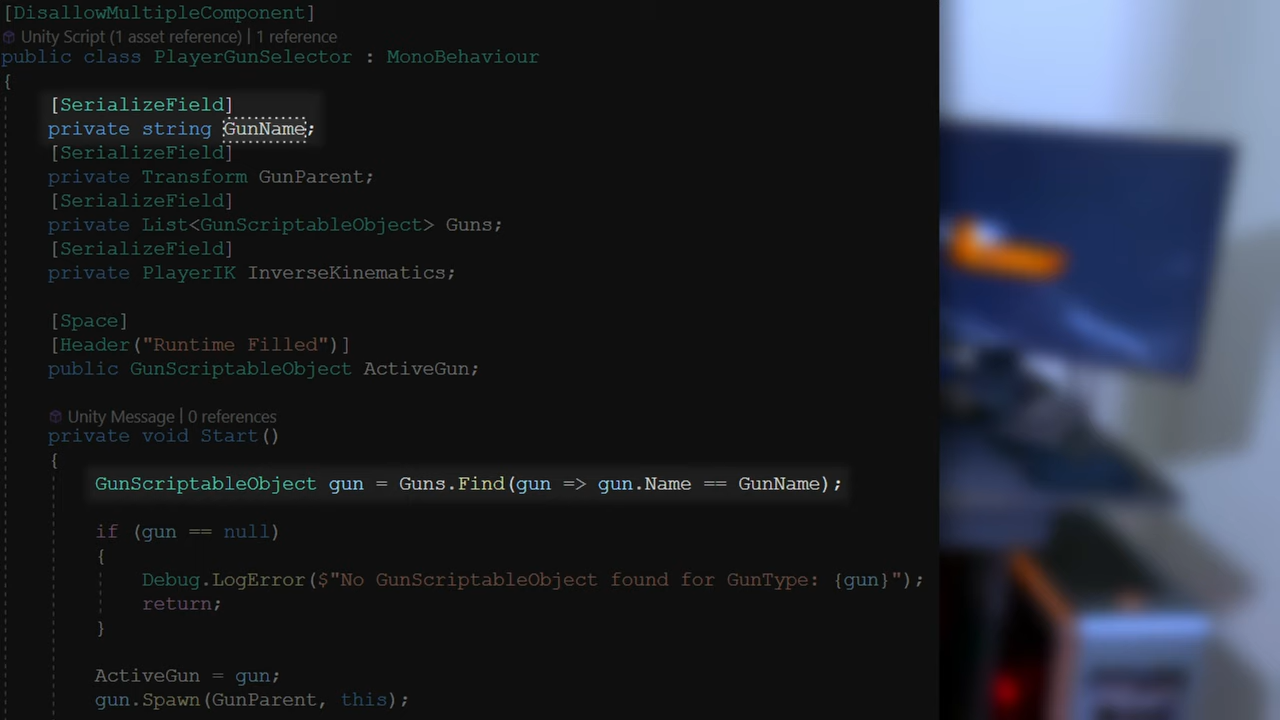 [DisallowMultipleComponent]
Unity Script (1 asset reference) | 1 reference
public class PlayerGunSelector : MonoBehaviour
{
[SerializeField]
private string GunName;
[SerializeField]
private Transform GunParent;
[SerializeField]
private List<GunScriptableObject> Guns;
[SerializeField]
private PlayerIK InverseKinematics;
[Space]
[Header("Runtime Filled")]
public GunScriptableObject ActiveGun;
Unity Message | 0 references
private void Start()
{
GunScriptableObject gun = Guns.Find(gun => gun.Name == GunName);
if (gun == null)
{
Debug.LogError($"No GunScriptableObject found for GunType: {gun}");
return;
}
ActiveGun = gun;
gun.Spawn(GunParent, this);